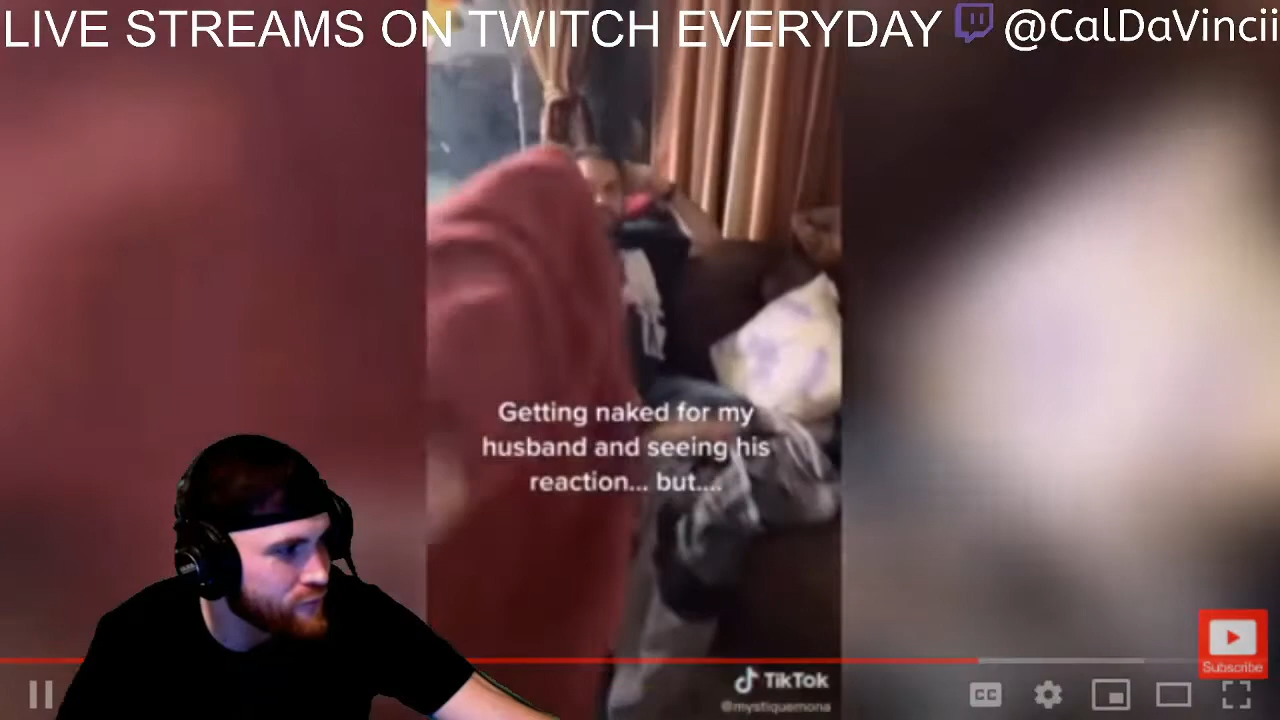 LIVE STREAMS ON TWITCH EVERYDAY @CalDaVincii
Getting naked for my
husband and seeing his
reaction... but....
TikTok
@mystiquemona
CC
Subscribe